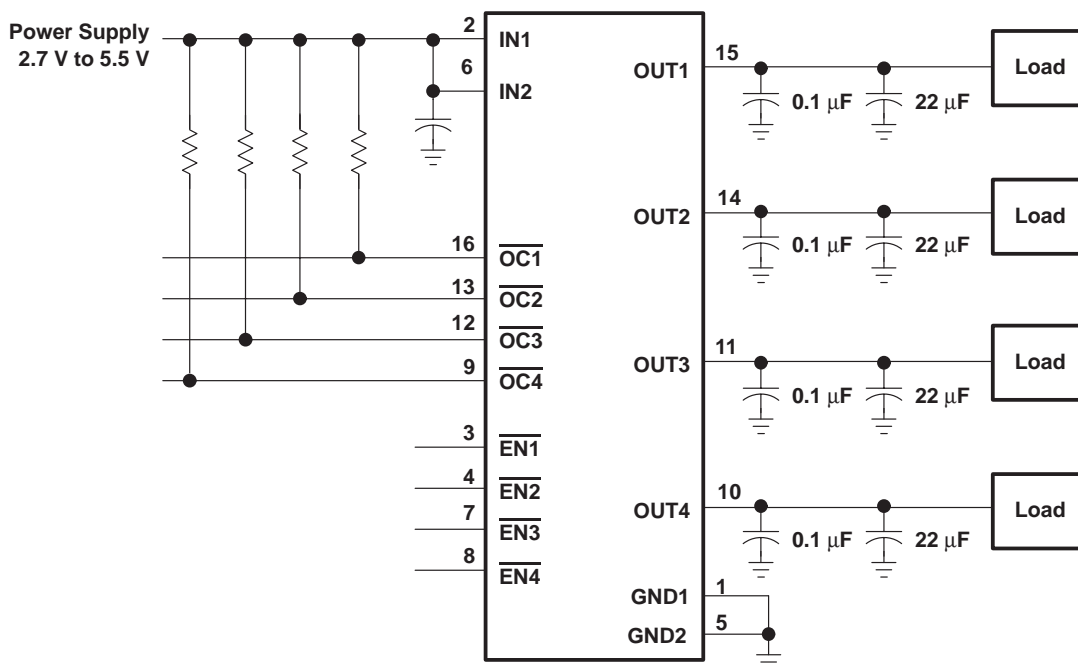 Power Supply
2.7 V to 5.5 V
2
IN1
6
IN2
16
OC1
13
OC2
12
OC3
9
OC4
3
EN1
4
EN2
7
EN3
8
EN4
OUT1
15
0.1 μF
22 μF
Load
OUT2
14
0.1 μF
22 μF
Load
OUT3
11
0.1 μF
22 μF
Load
OUT4
10
0.1 μF
22 μF
Load
GND1
1
GND2
5